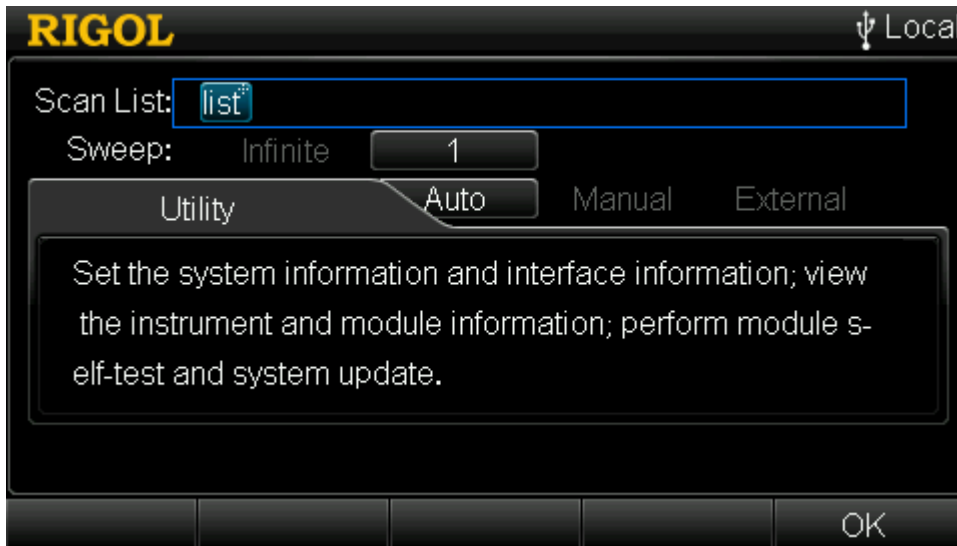 RIGOL Loca
Scan List: list
Sweep: Infinite 1
Utility Auto Manual External
Set the system information and interface information; view
the instrument and module information; perform module s-
elf-test and system update.
OK